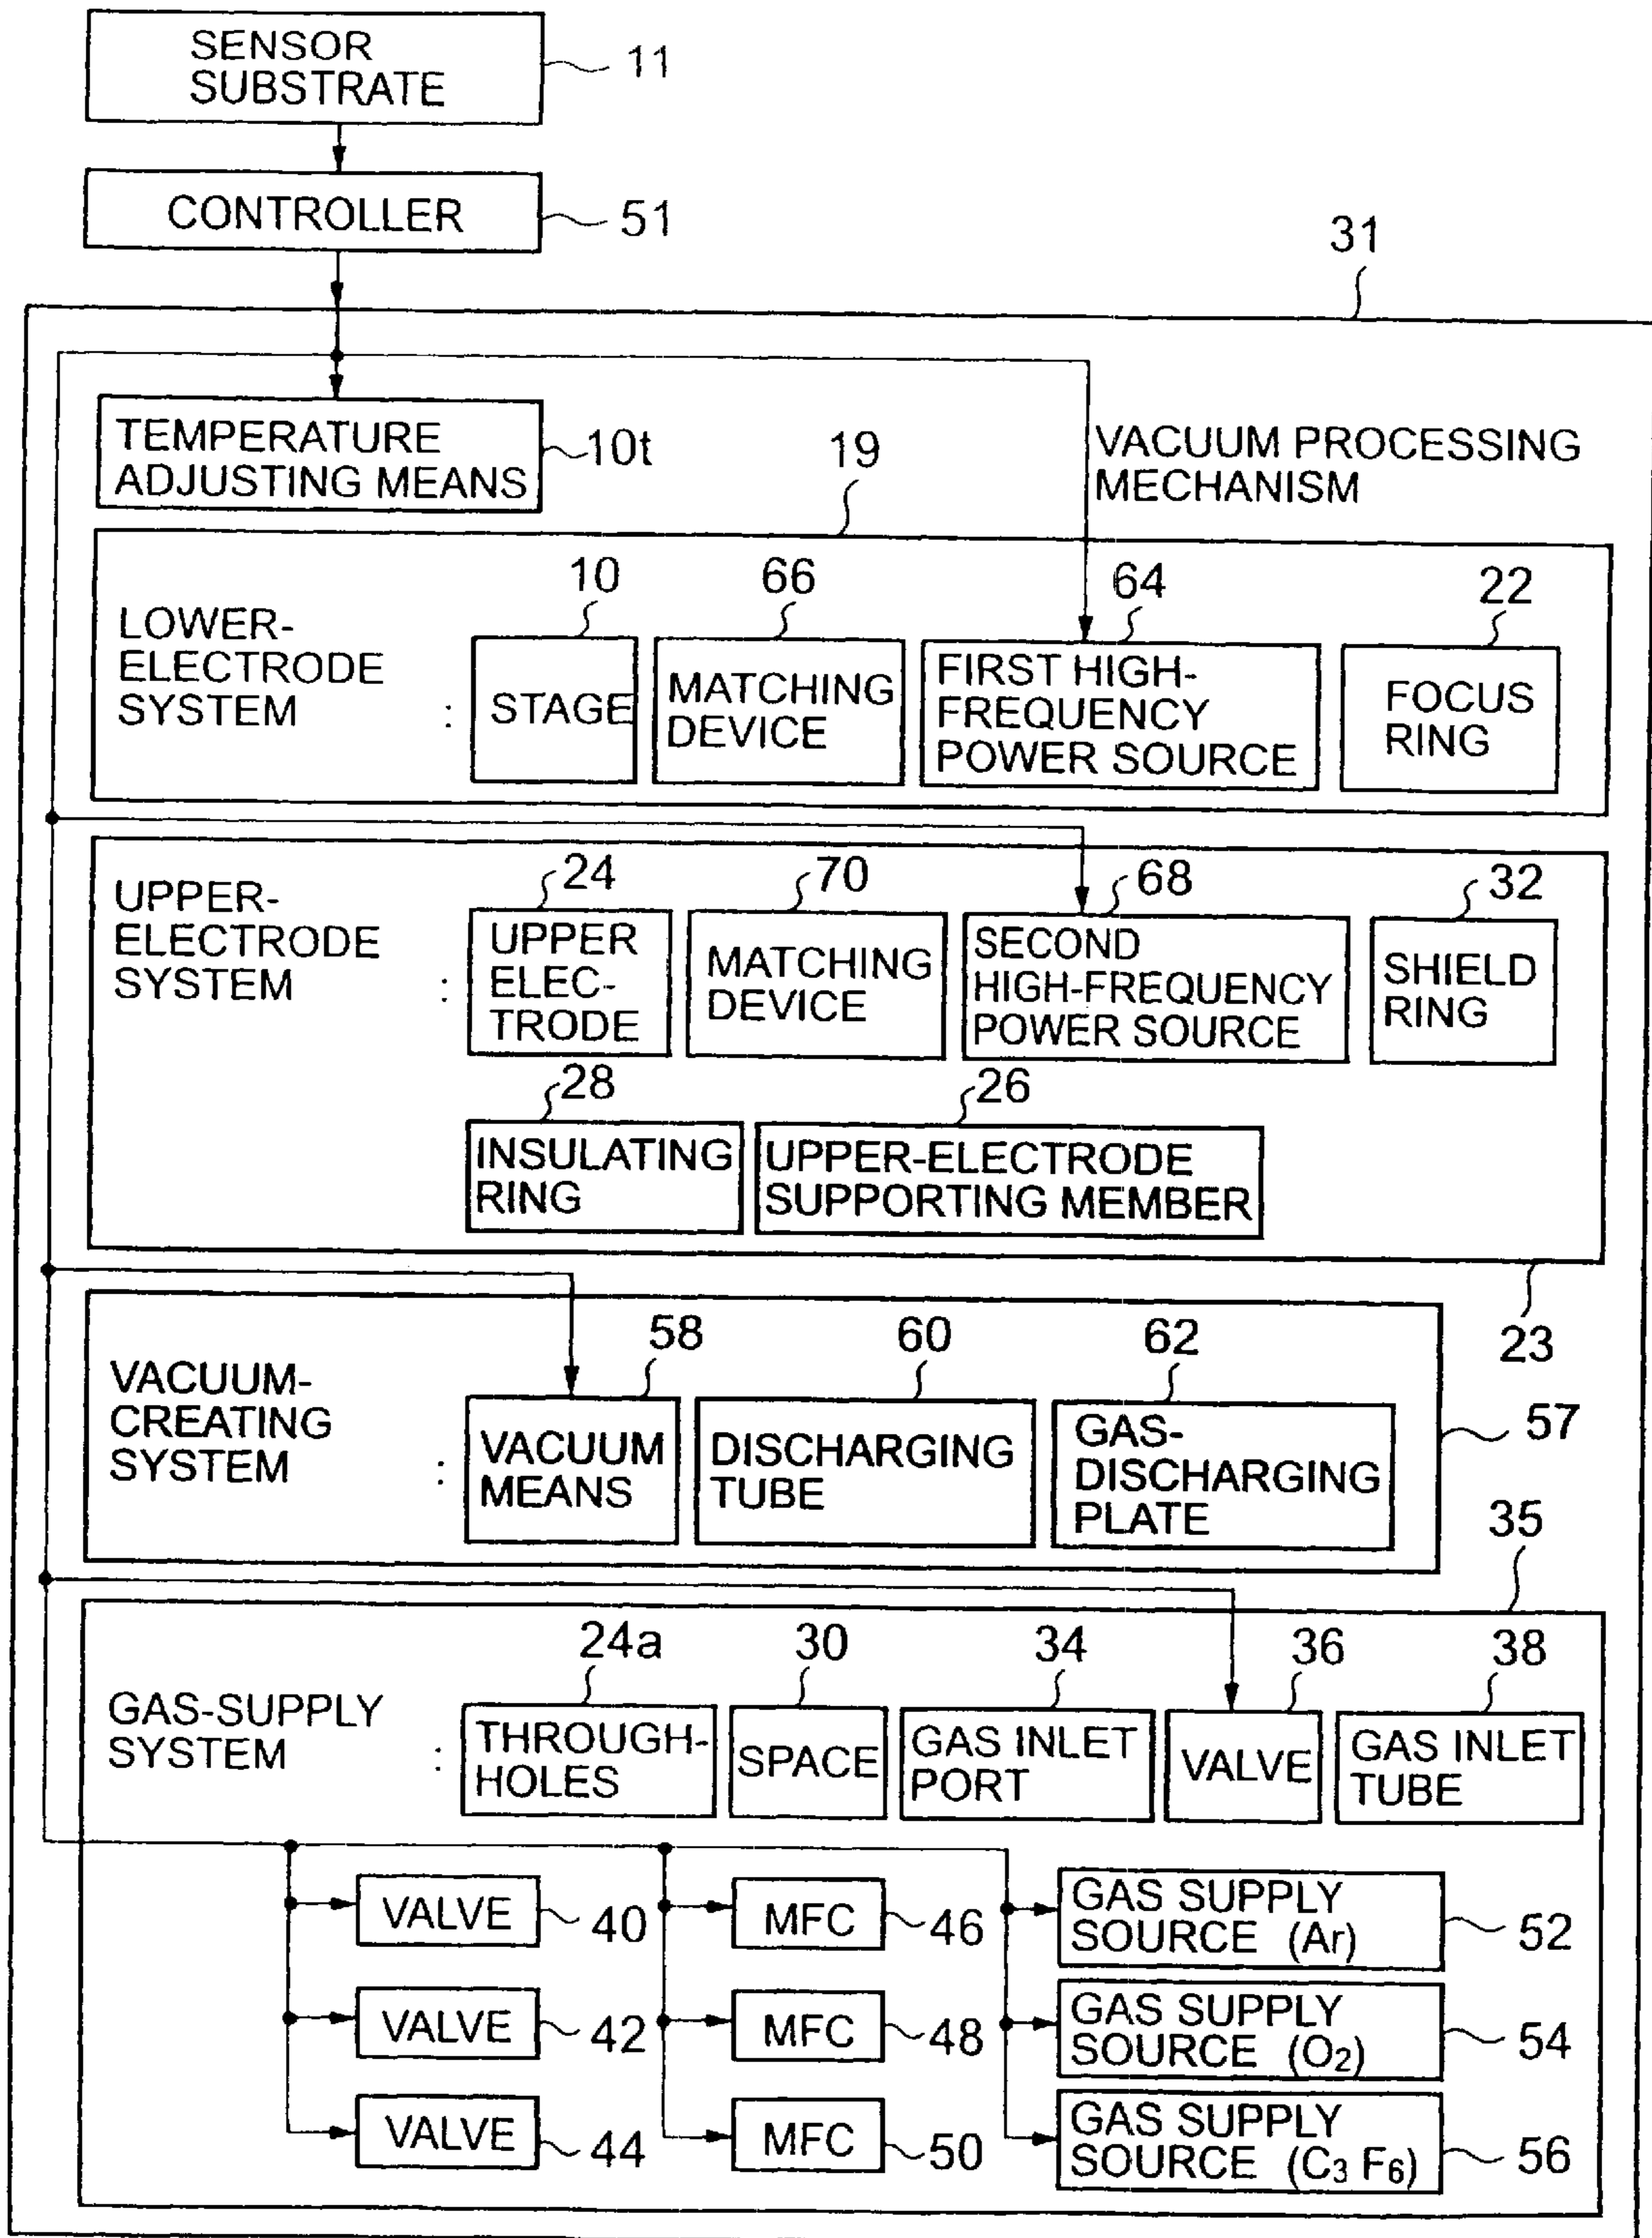 SENSOR
SUBSTRATE
11
CONTROLLER
51
31
TEMPERATURE
ADJUSTING MEANS
10t
19
VACUUM PROCESSING
MECHANISM
10
66
64
22
LOWER-
ELECTRODE
SYSTEM :
STAGE
MATCHING
DEVICE
FIRST HIGH-
FREQUENCY
POWER SOURCE
FOCUS
RING
24
70
68
32
UPPER-
ELECTRODE
SYSTEM :
UPPER
ELEC-
TRODE
MATCHING
DEVICE
SECOND
HIGH-FREQUENCY
POWER SOURCE
SHIELD
RING
28
26
INSULATING
RING
UPPER-ELECTRODE
SUPPORTING MEMBER
23
58
60
62
VACUUM-
CREATING
SYSTEM :
VACUUM
MEANS
DISCHARGING
TUBE
GAS-
DISCHARGING
PLATE
57
35
24a
30
34
36
38
GAS-SUPPLY
SYSTEM :
THROUGH-
HOLES
SPACE
GAS INLET
PORT
VALVE
GAS INLET
TUBE
VALVE
40
MFC
46
GAS SUPPLY
SOURCE (Ar)
52
VALVE
42
MFC
48
GAS SUPPLY
SOURCE (O2)
54
VALVE
44
MFC
50
GAS SUPPLY
SOURCE (C3 F6)
56